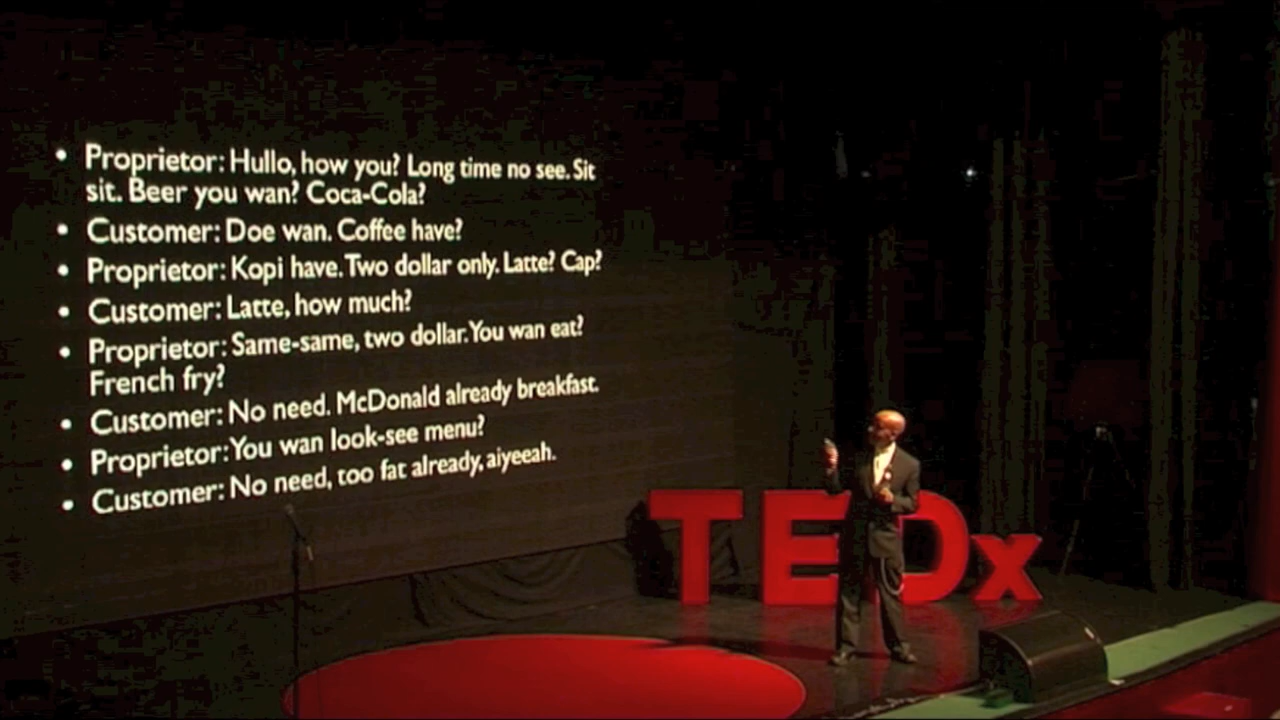 • Proprietor: Hullo, how you? Long time no see. Sit
sit. Beer you wan? Coca-Cola?
• Customer: Doe wan. Coffee have?
• Proprietor: Kopi have. Two dollar only. Latte? Cap?
• Customer: Latte, how much?
• Proprietor: Same-same, two dollar. You wan eat?
French fry?
• Customer: No need. McDonald already breakfast.
• Proprietor: You wan look-see menu?
• Customer: No need, too fat already, aiyeeah.
TEDx